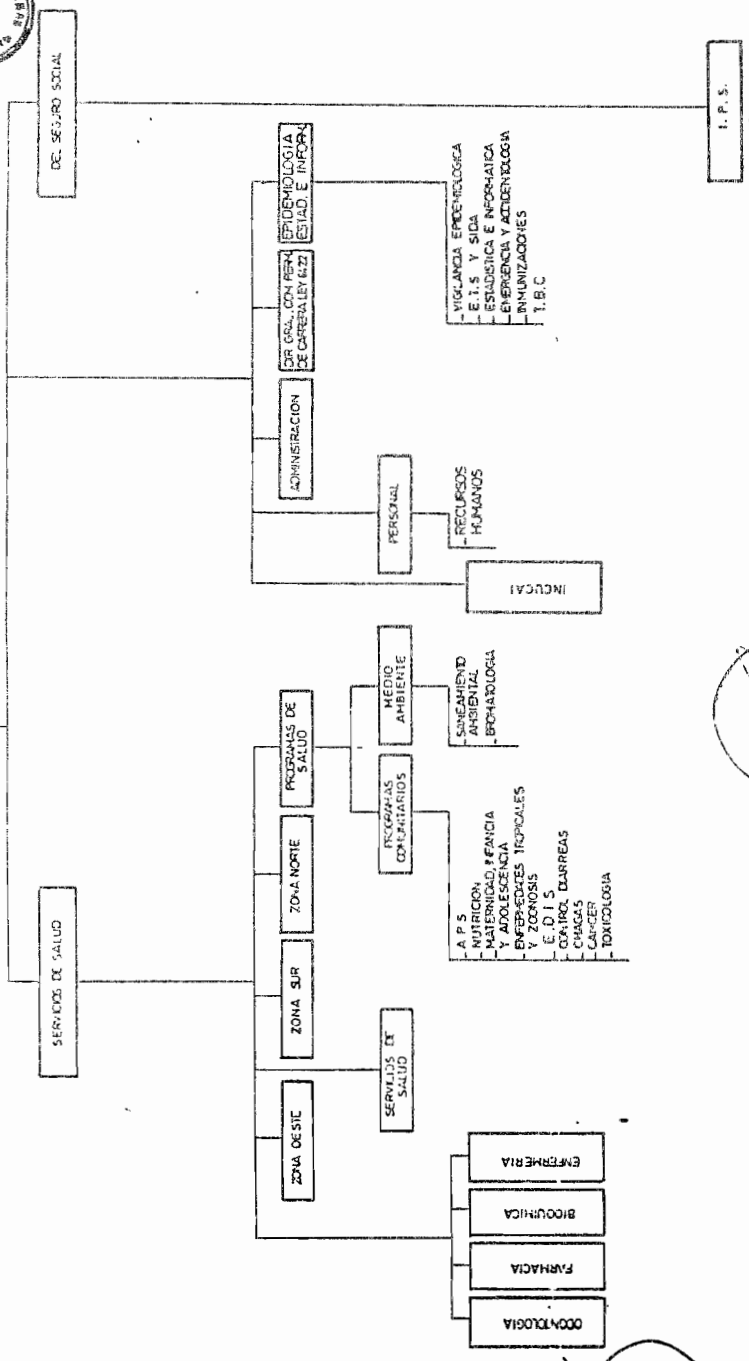 DEL SEGURO SOCIAL
SERVICIOS DE SALUD
EPIDEMIOLOGIA
ESTAD. E INFORM.
DIR GRAL. COM PERM.
DE CARRERA LEY 6422
ADMINISTRACION
PROGRAMAS DE
SALUD
ZONA NORTE
ZONA SUR
ZONA OESTE
PERSONAL
MEDIO
AMBIENTE
PROGRAMAS
COMUNITARIOS
SERVICIOS DE
SALUD
- VIGILANCIA EPIDEMIOLOGICA
- E.T.S Y SIDA
- ESTADISTICA E INFORMATICA
- EMERGENCIA Y ACCIDENTOLOGIA
- INMUNIZACIONES
- T.B.C
- RECURSOS
HUMANOS
INCUCAI
- SANEAMIENTO
AMBIENTAL
- BROMATOLOGIA
- A P S
- NUTRICION
- MATERNIDAD, INFANCIA
Y ADOLESCENCIA
- ENFERMEDADES TROPICALES
Y ZOONOSIS
- E.D.I.S
- CONTROL DIARREAS
- CHAGAS
- CANCER
- TOXICOLOGIA
ODONTOLOGIA
FARMACIA
BIOQUIMICA
ENFERMERIA
I.P.S.